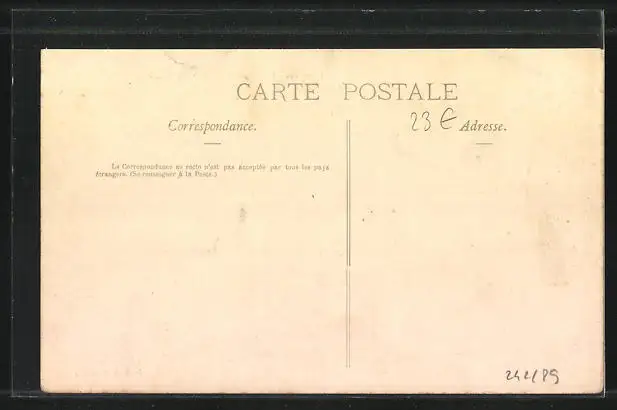 CARTE POSTALE
Correspondance.
23 € Adresse.
La Correspondance au recto n'est pas acceptée par tous les pays
étrangers. (Se renseigner à la Poste.)